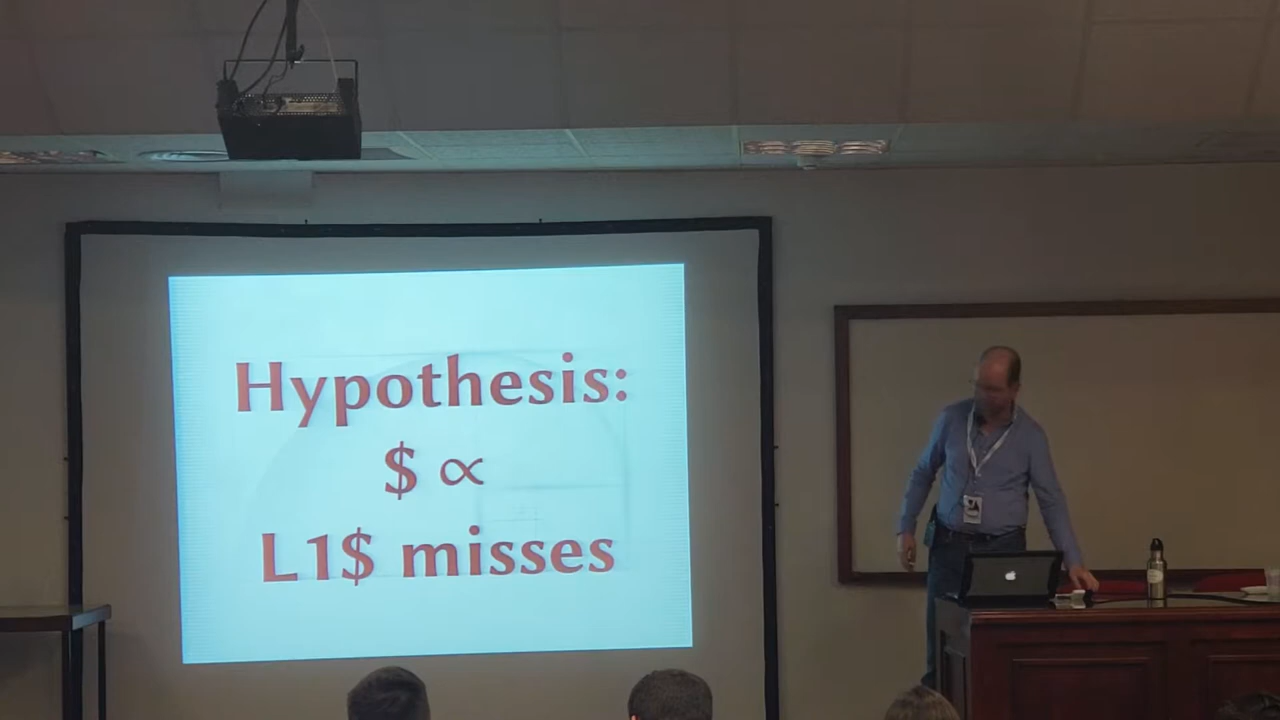 Hypothesis:
$ ∝
L1$ misses